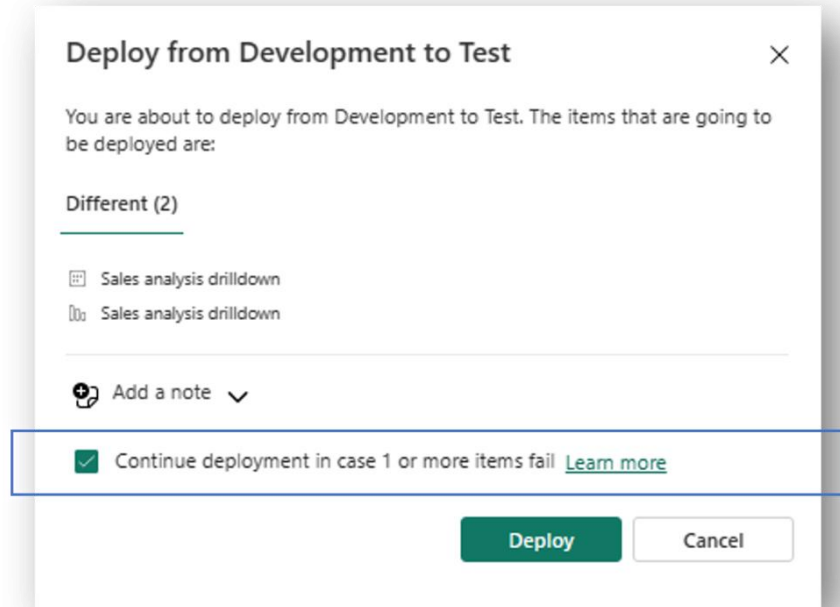 Deploy from Development to Test
You are about to deploy from Development to Test. The items that are going to
be deployed are:
Different (2)
Sales analysis drilldown
Sales analysis drilldown
Add a note
Continue deployment in case 1 or more items fail Learn more
Deploy Cancel